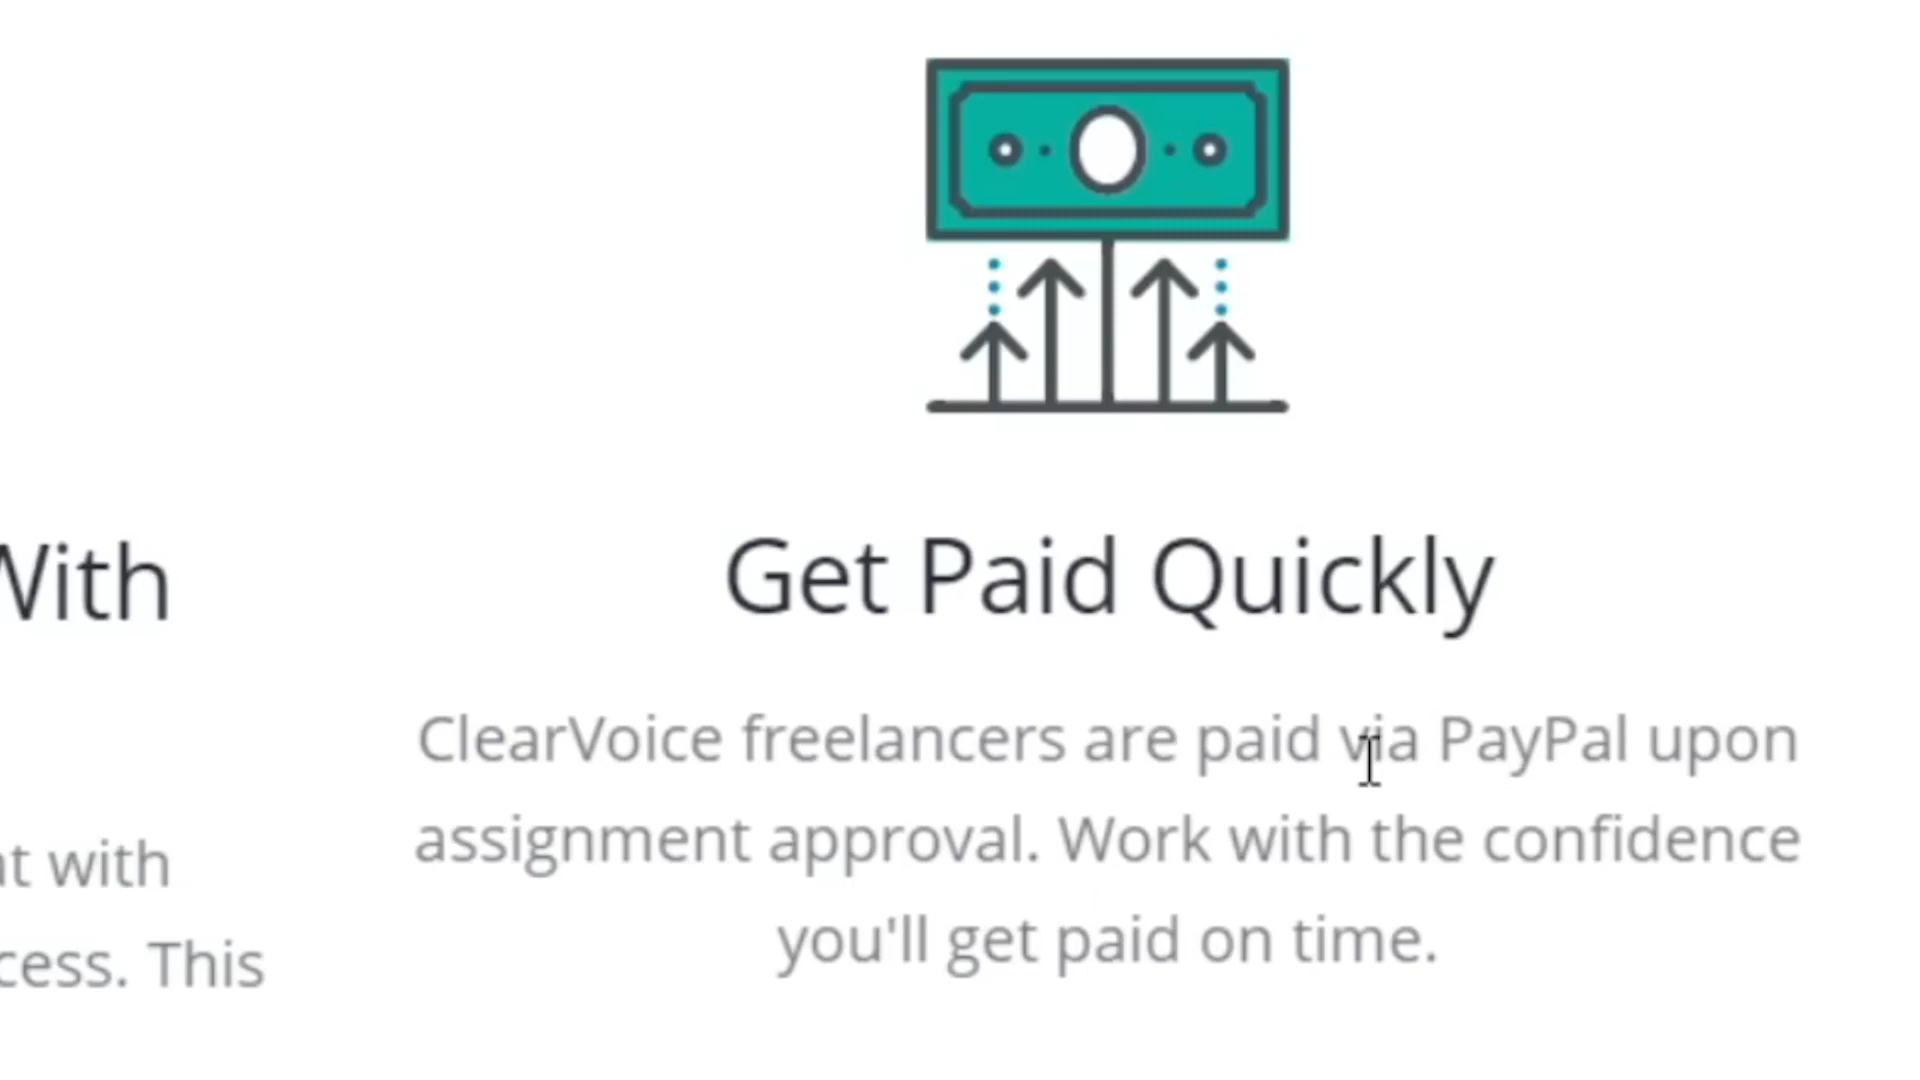 With
at with
cess. This
Get Paid Quickly
ClearVoice freelancers are paid via PayPal upon
assignment approval. Work with the confidence
you'll get paid on time.